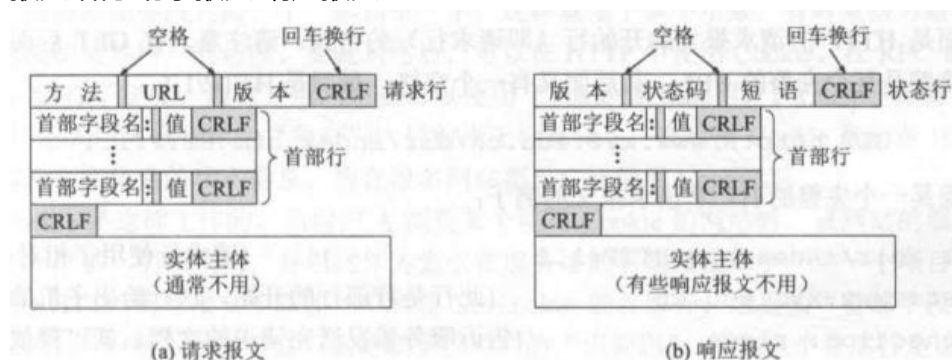 空格 回车换行
方 法 URL 版 本 CRLF 请求行
首部字段名: 值 CRLF
⋮
首部字段名: 值 CRLF
首部行
CRLF
实体主体
(通常不用)
(a) 请求报文
空格 回车换行
版 本 状态码 短 语 CRLF 状态行
首部字段名: 值 CRLF
⋮
首部字段名: 值 CRLF
首部行
CRLF
实体主体
(有些响应报文不用)
(b) 响应报文